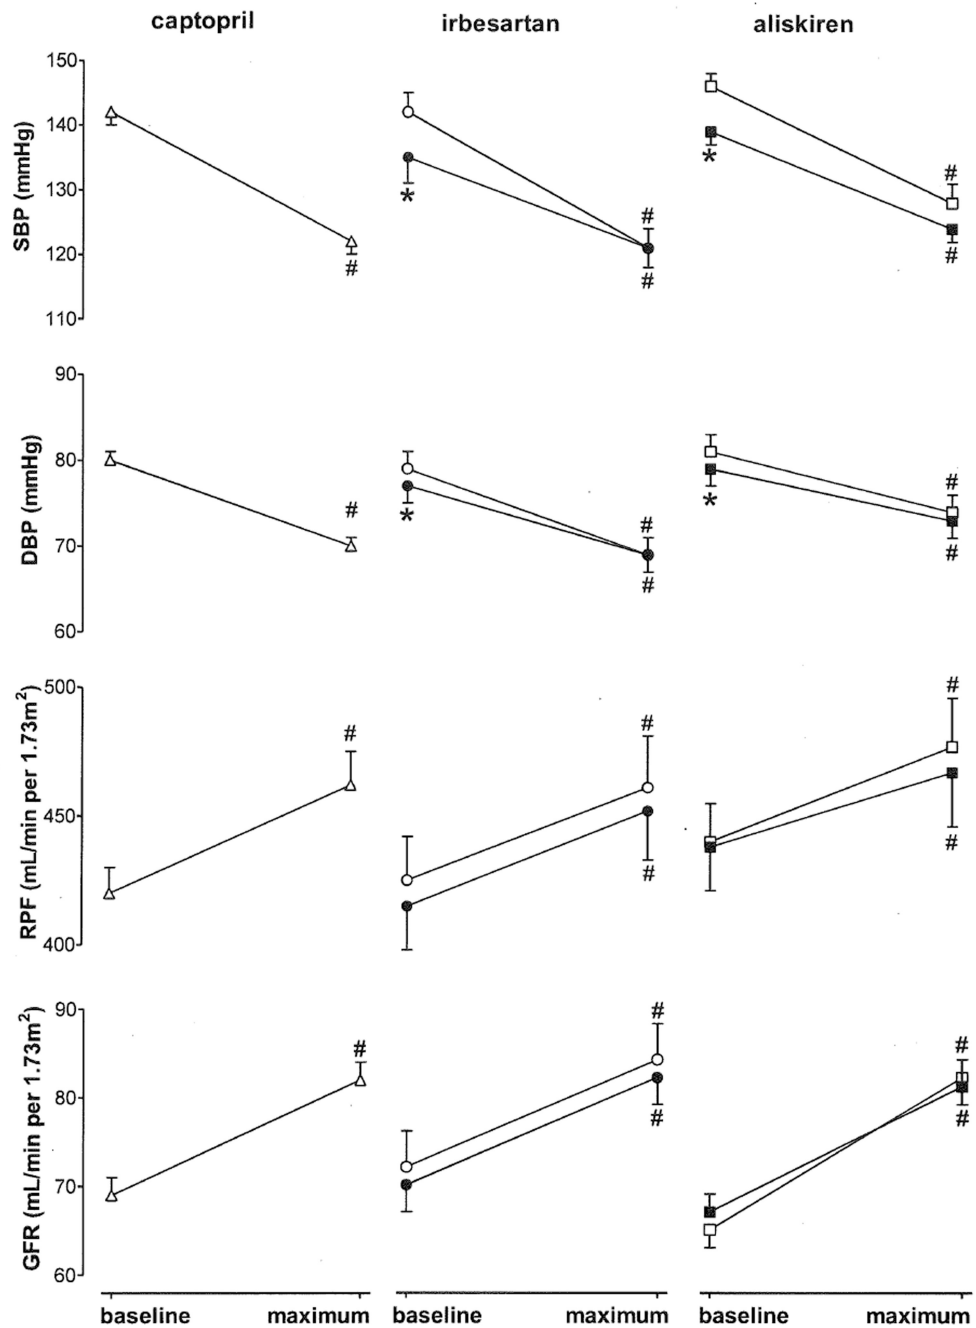 captopril irbesartan aliskiren
SBP (mmHg)
150
140
130
120
110
* *
# # # # #
DBP (mmHg)
90
80
70
60
* *
# # # # #
RPF (mL/min per 1.73m²)
500
450
400
# # # # #
GFR (mL/min per 1.73m²)
90
80
70
60
# # # # #
baseline maximum baseline maximum baseline maximum